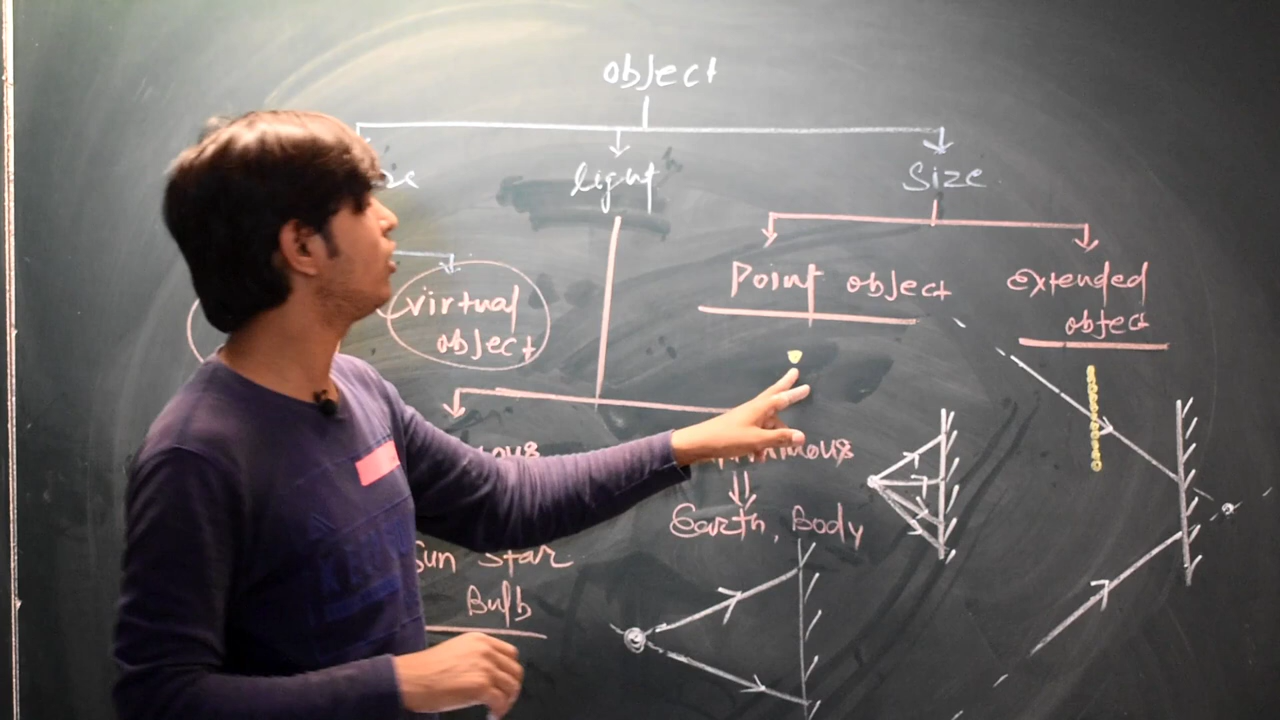 object
light
Size
Point object
extended
object
virtual
object
Earth, Body
Sun Star
Bulb